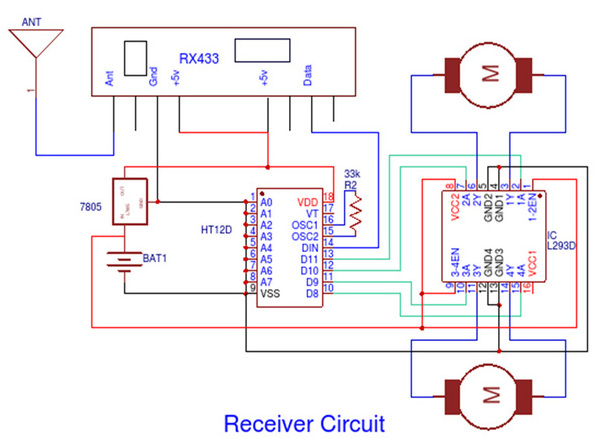 ANT
1
RX433
Ant
Gnd
+5v
+5v
Data
M
33k
R2
7805
OUT
GND
IN
BAT1
HT12D
1 A0 VDD 18
2 A1 VT 17
3 A2 OSC1 16
4 A3 OSC2 15
5 A4 DIN 14
6 A5 D11 13
7 A6 D10 12
8 A7 D9 11
9 VSS D8 10
8 7 6 5 4 3 2 1
VCC2 2A 2Y GND2 GND1 1Y 1A 1-2EN
IC
L293D
3-4EN 3A 3Y GND4 GND3 4Y 4A VCC1
9 10 11 12 13 14 15 16
M
Receiver Circuit